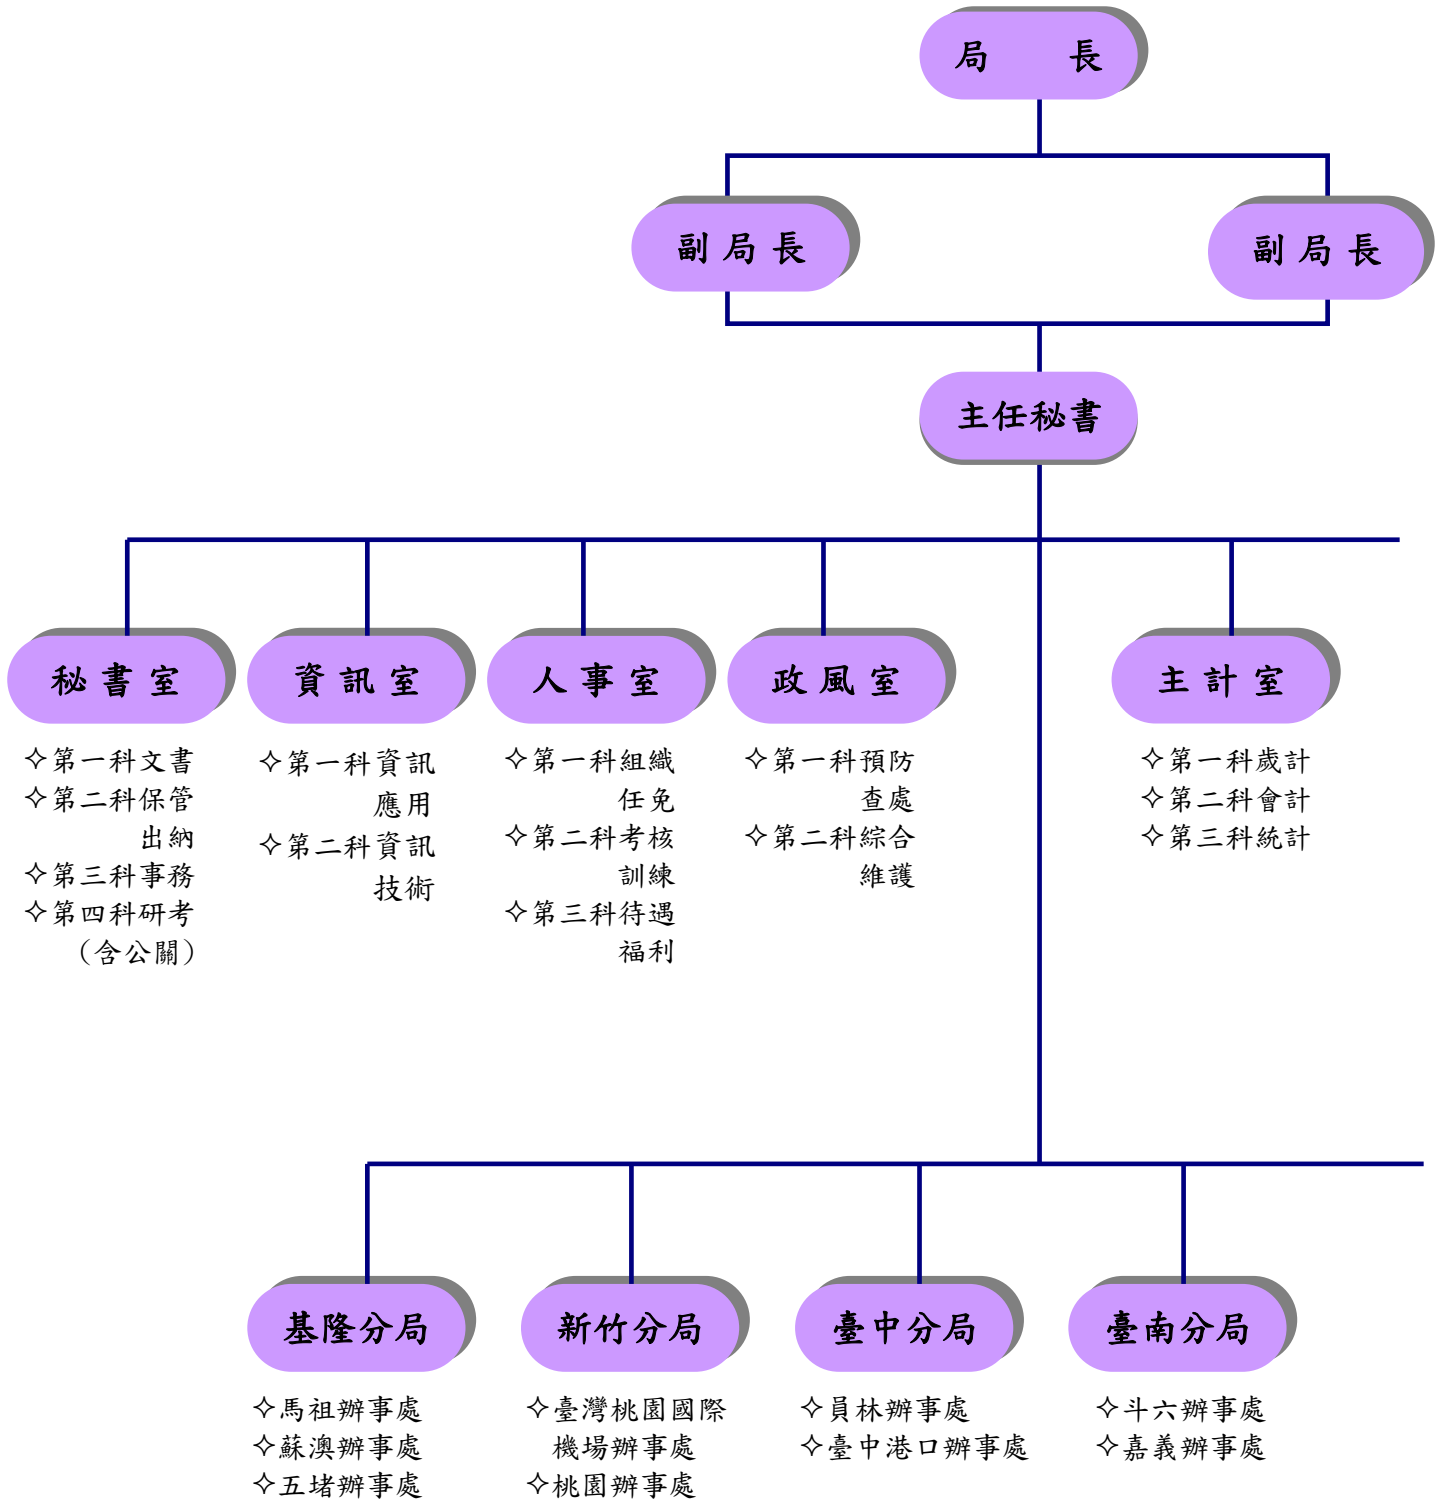 局 長
副局長
副局長
主任秘書
秘書室
✧第一科文書
✧第二科保管
出納
✧第三科事務
✧第四科研考
（含公關）
資訊室
✧第一科資訊
應用
✧第二科資訊
技術
人事室
✧第一科組織
任免
✧第二科考核
訓練
✧第三科待遇
福利
政風室
✧第一科預防
查處
✧第二科綜合
維護
主計室
✧第一科歲計
✧第二科會計
✧第三科統計
基隆分局
✧馬祖辦事處
✧蘇澳辦事處
✧五堵辦事處
新竹分局
✧臺灣桃園國際
機場辦事處
✧桃園辦事處
臺中分局
✧員林辦事處
✧臺中港口辦事處
臺南分局
✧斗六辦事處
✧嘉義辦事處